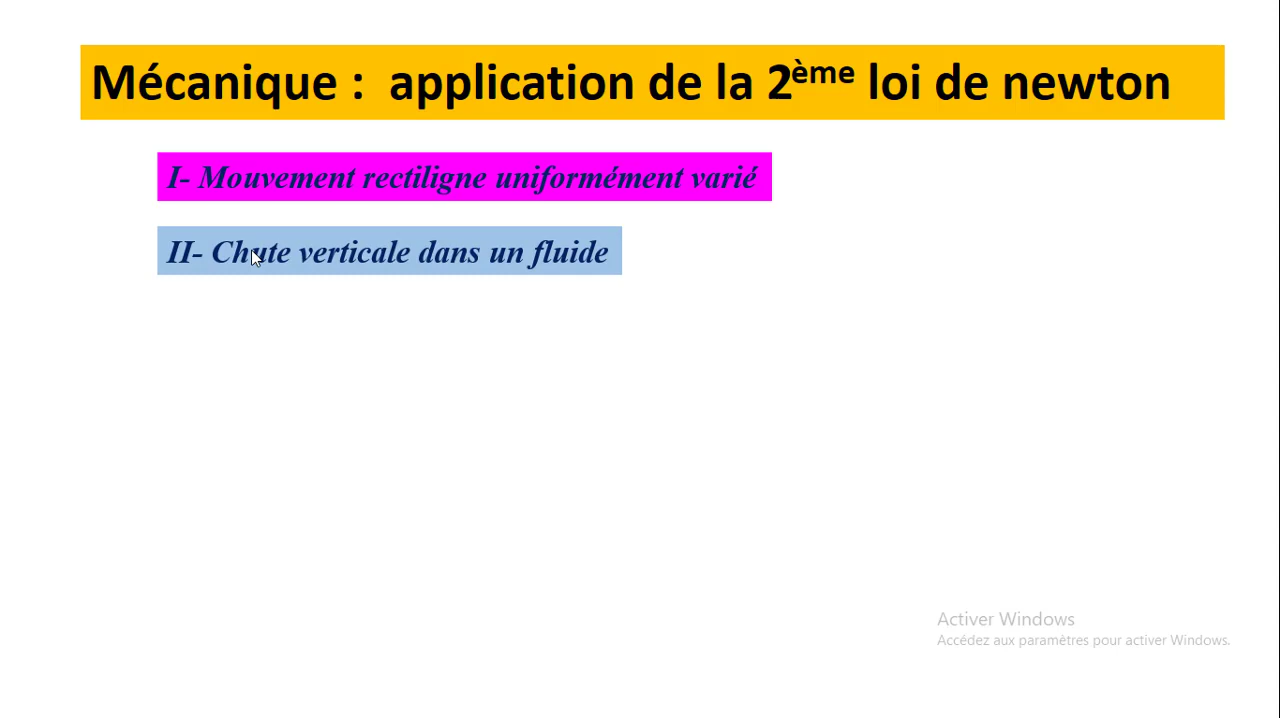 Mécanique :  application de la 2ème loi de newton
I- Mouvement rectiligne uniformément varié
II- Chute verticale dans un fluide
Activer Windows
Accédez aux paramètres pour activer Windows.